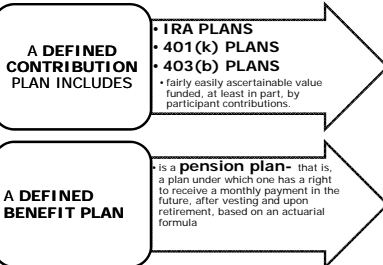 A DEFINED
CONTRIBUTION
PLAN INCLUDES
• IRA PLANS
• 401(k) PLANS
• 403(b) PLANS
• fairly easily ascertainable value
funded, at least in part, by
participant contributions.
A DEFINED
BENEFIT PLAN
• is a pension plan- that is,
a plan under which one has a right
to receive a monthly payment in the
future, after vesting and upon
retirement, based on an actuarial
formula